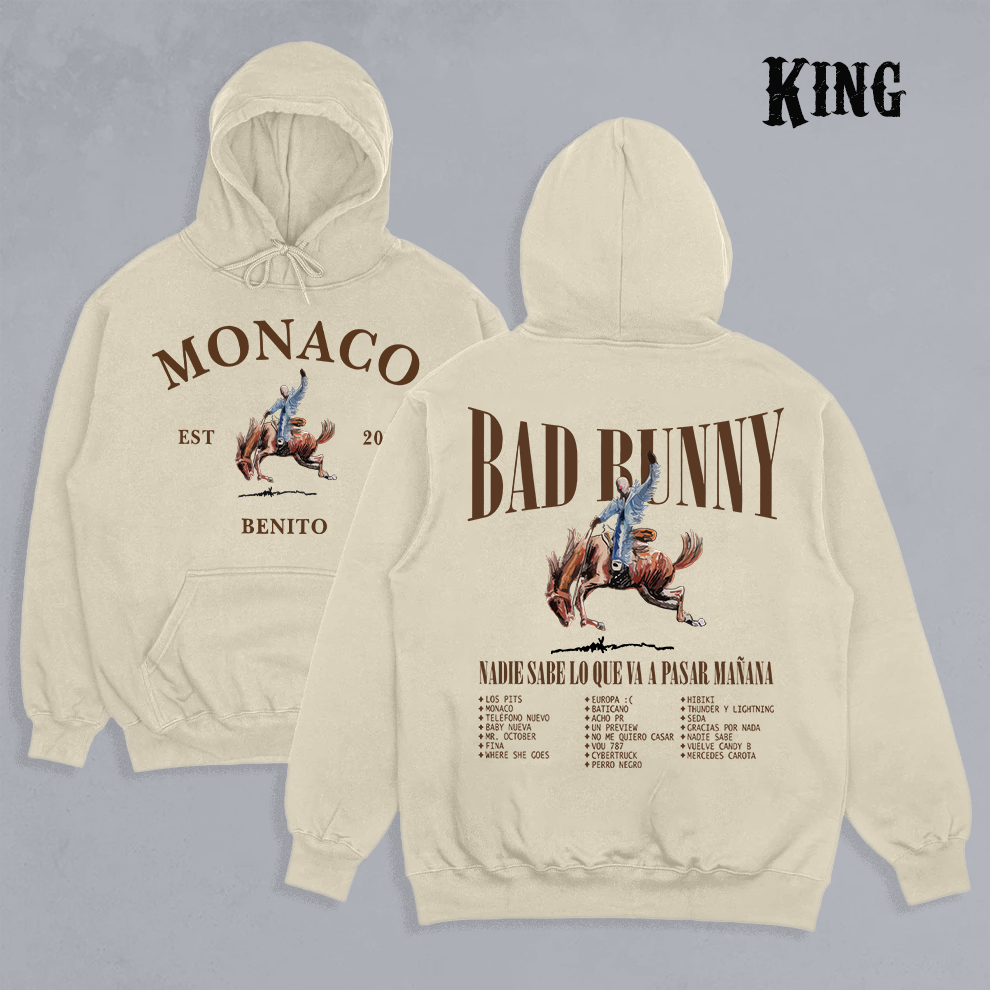 KING
MONACO
EST 20
BENITO
BAD BUNNY
NADIE SABE LO QUE VA A PASAR MAÑANA
+ LOS PITS
+ MONACO
+ TELEFONO NUEVO
+ BABY NUEVA
+ MR. OCTOBER
+ FINA
+ WHERE SHE GOES
+ EUROPA :(
+ BATICANO
+ ACHO PR
+ UN PREVIEW
+ NO ME QUIERO CASAR
+ VOU 787
+ CYBERTRUCK
+ PERRO NEGRO
+ HIBIKI
+ THUNDER Y LIGHTNING
+ SEDA
+ GRACIAS POR NADA
+ NADIE SABE
+ VUELVE CANDY B
+ MERCEDES CAROTA